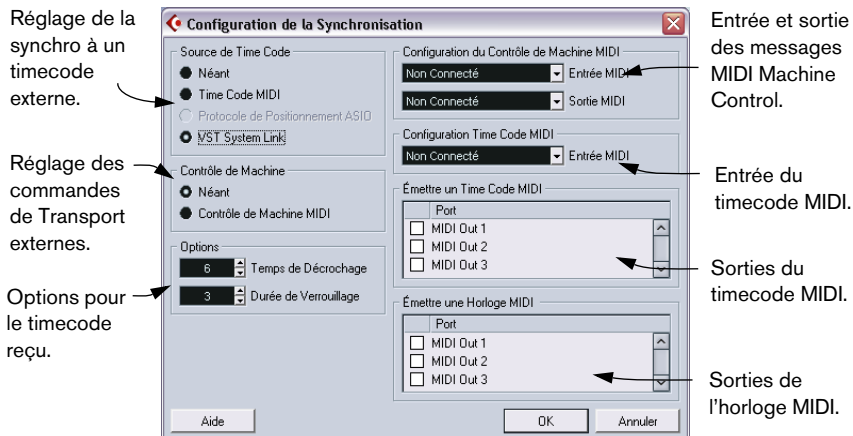 Réglage de la
synchro à un
timecode
externe.
Réglage des
commandes
de Transport
externes.
Options pour
le timecode
reçu.
Configuration de la Synchronisation
Source de Time Code
Néant
Time Code MIDI
Protocole de Positionnement ASIO
VST System Link
Contrôle de Machine
Néant
Contrôle de Machine MIDI
Options
6 Temps de Décrochage
3 Durée de Verrouillage
Configuration du Contrôle de Machine MIDI
Non Connecté Entrée MIDI
Non Connecté Sortie MIDI
Configuration Time Code MIDI
Non Connecté Entrée MIDI
Émettre un Time Code MIDI
Port
MIDI Out 1
MIDI Out 2
MIDI Out 3
Émettre une Horloge MIDI
Port
MIDI Out 1
MIDI Out 2
MIDI Out 3
Aide
OK
Annuler
Entrée et sortie
des messages
MIDI Machine
Control.
Entrée du
timecode MIDI.
Sorties du
timecode MIDI.
Sorties de
l'horloge MIDI.